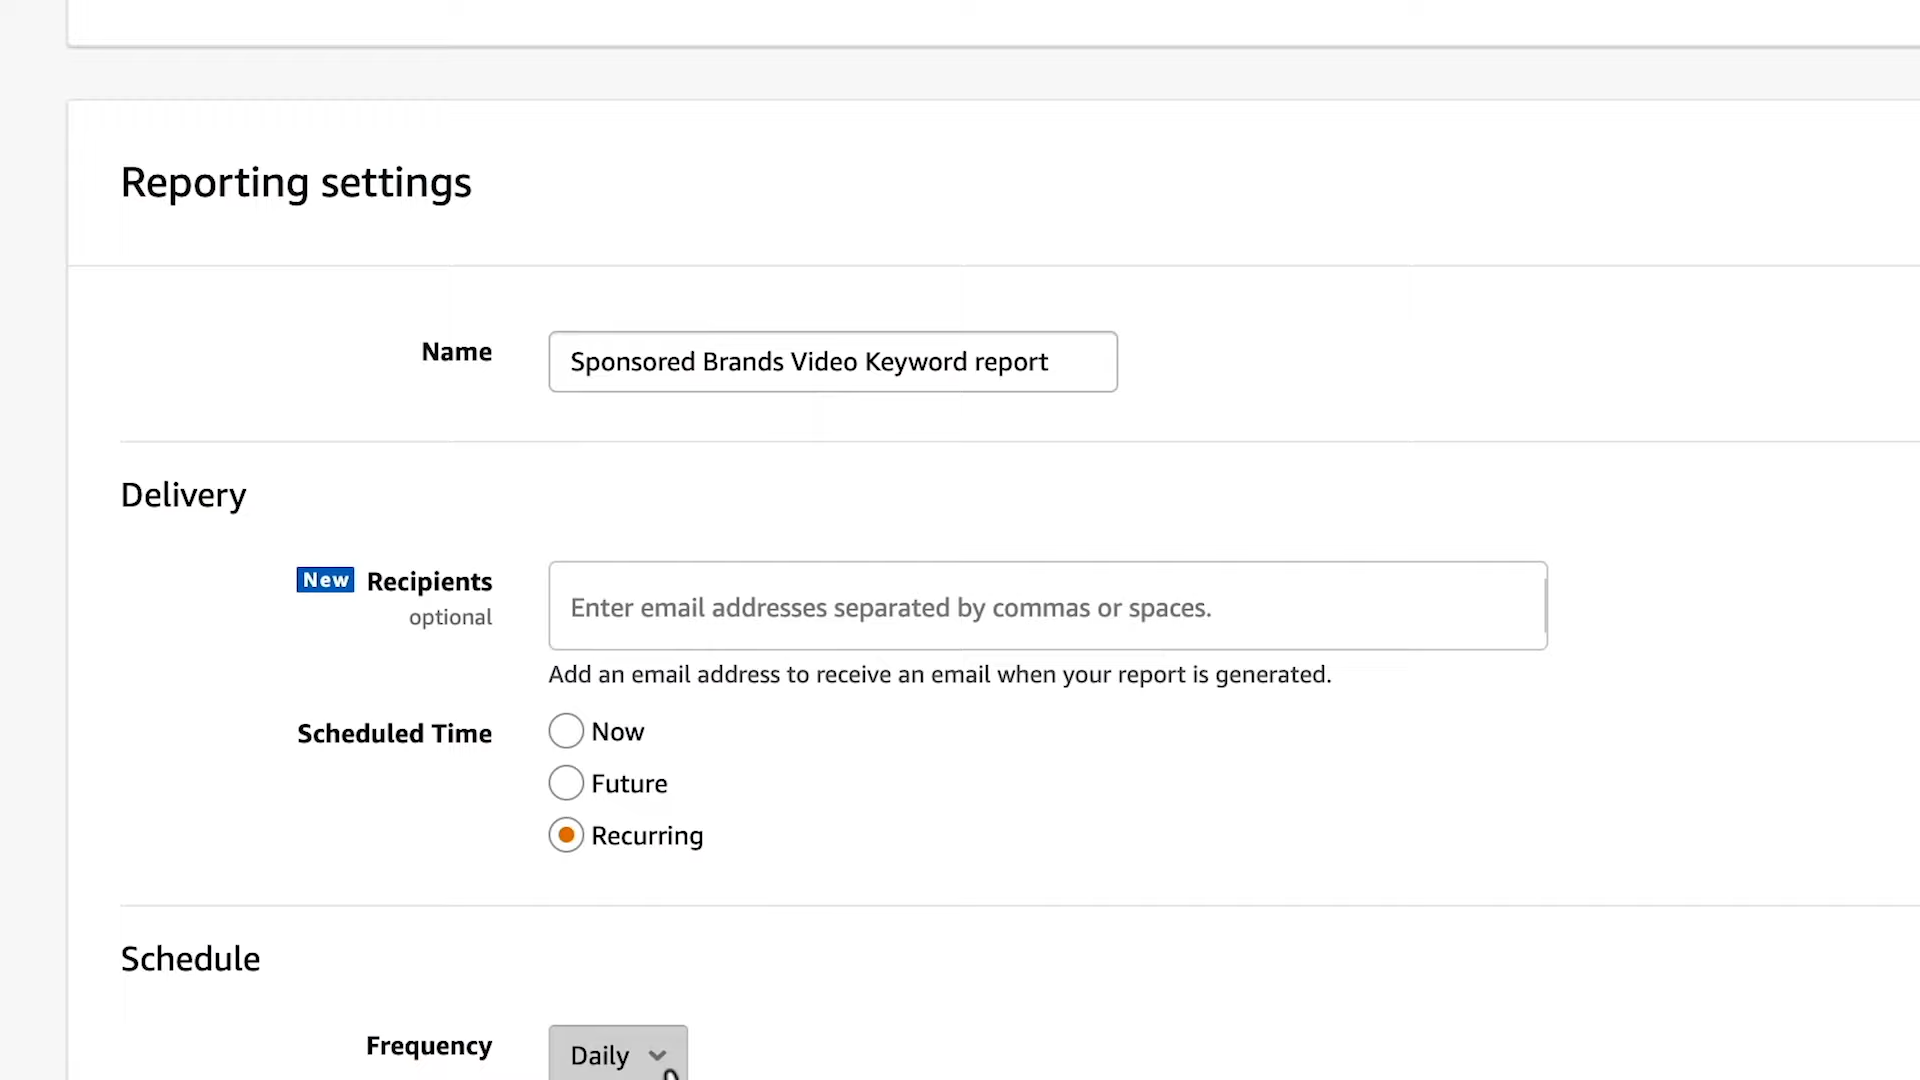 Reporting settings
Name
Sponsored Brands Video Keyword report
Delivery
New Recipients
optional
Enter email addresses separated by commas or spaces.
Add an email address to receive an email when your report is generated.
Scheduled Time
Now
Future
Recurring
Schedule
Frequency
Daily